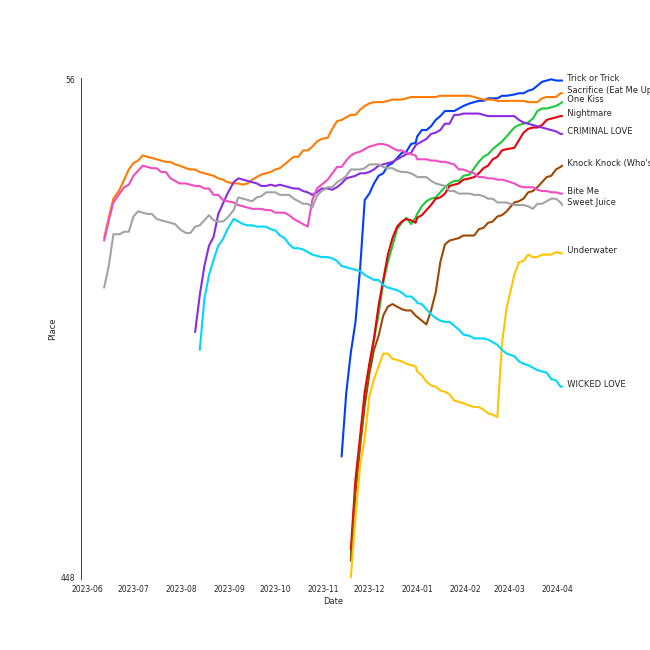 56
Trick or Trick
Sacrifice (Eat Me Up
One Kiss
Nightmare
CRIMINAL LOVE
Knock Knock (Who's
Bite Me
Sweet Juice
Underwater
Place
WICKED LOVE
448
2023-06 2023-07 2023-08 2023-09 2023-10 2023-11 2023-12 2024-01 2024-02 2024-03 2024-04
Date